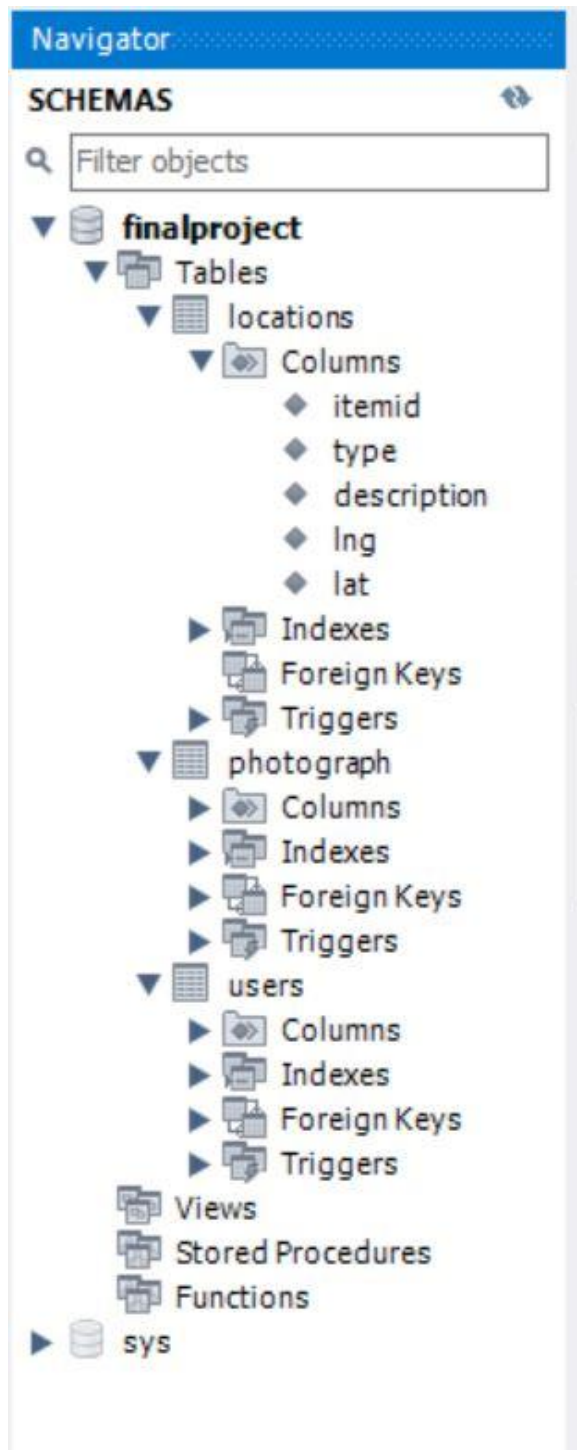 Navigator
SCHEMAS
Filter objects
finalproject
Tables
locations
Columns
itemid
type
description
lng
lat
Indexes
Foreign Keys
Triggers
photograph
Columns
Indexes
Foreign Keys
Triggers
users
Columns
Indexes
Foreign Keys
Triggers
Views
Stored Procedures
Functions
sys